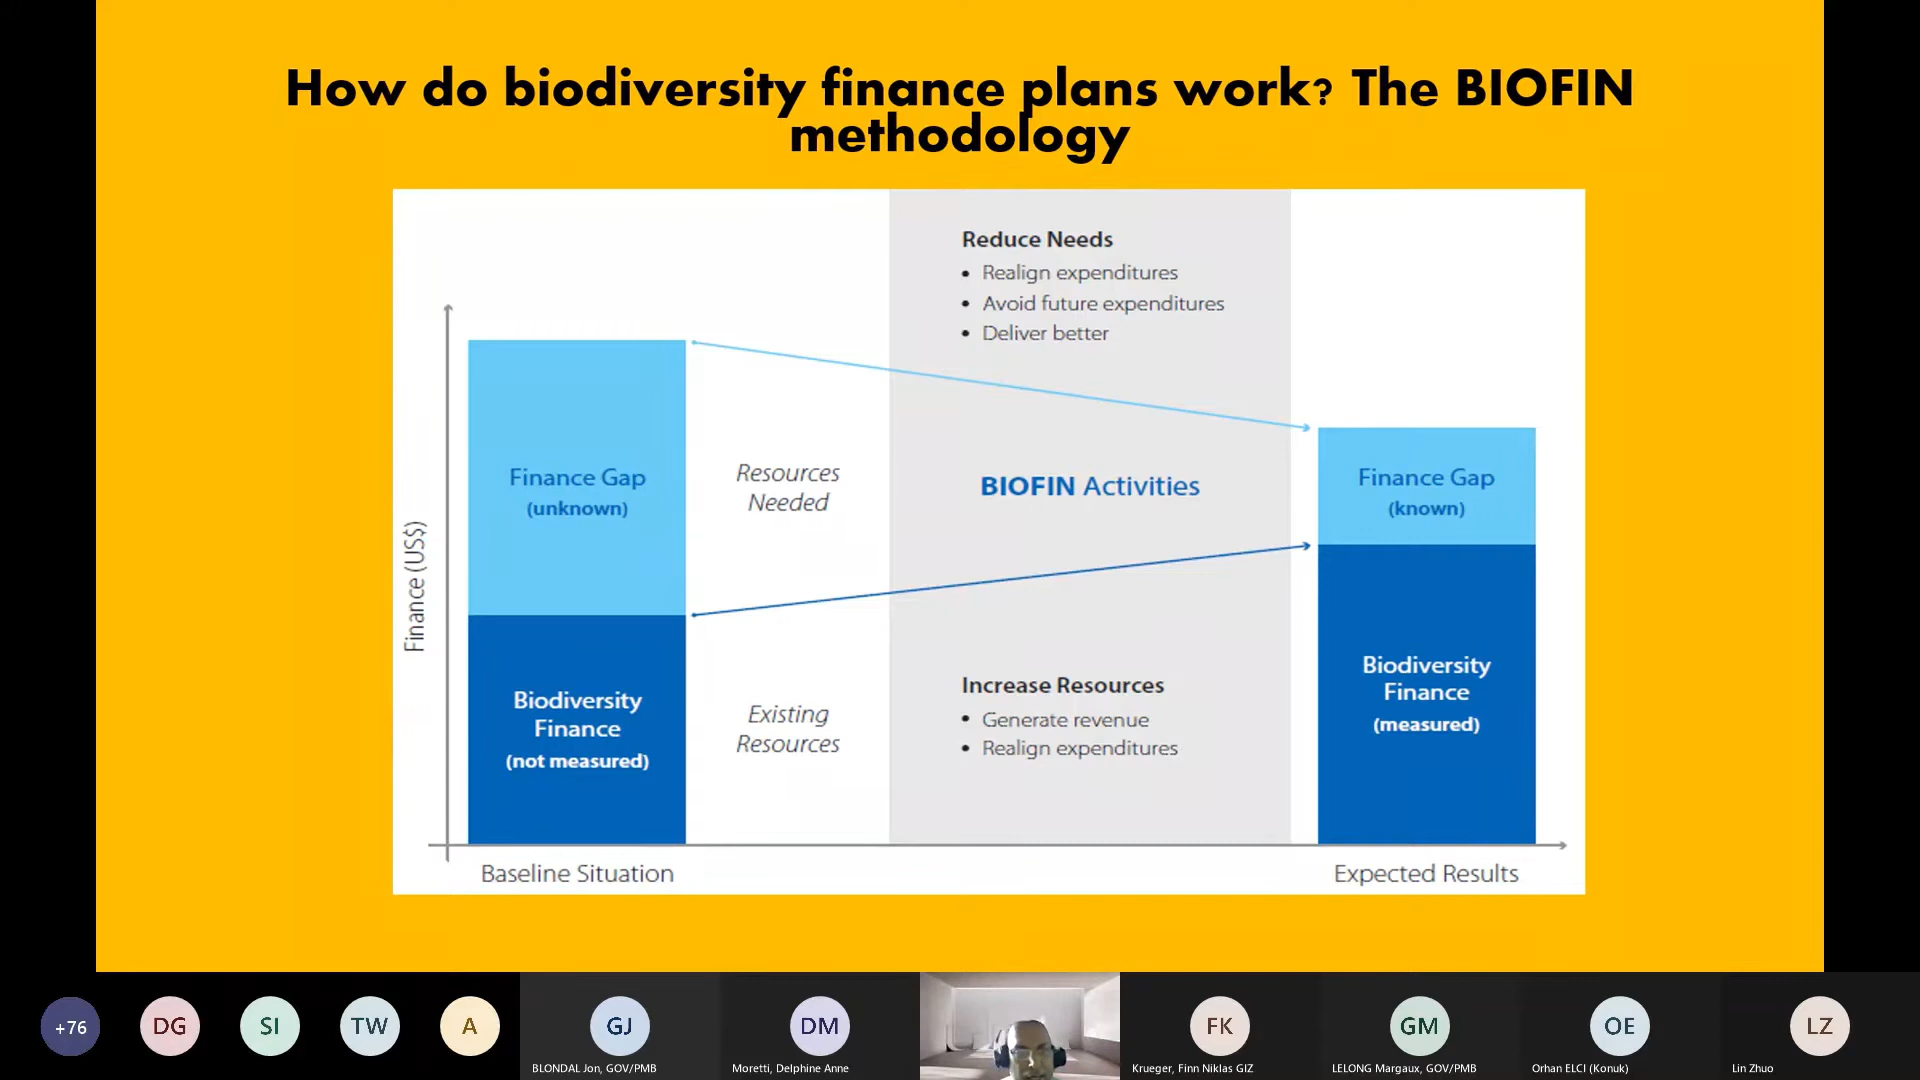 How do biodiversity finance plans work? The BIOFIN
methodology
Reduce Needs
• Realign expenditures
• Avoid future expenditures
• Deliver better
Finance (US$)
Finance Gap
(unknown)
Resources
Needed
BIOFIN Activities
Finance Gap
(known)
Biodiversity
Finance
(not measured)
Existing
Resources
Increase Resources
• Generate revenue
• Realign expenditures
Biodiversity
Finance
(measured)
Baseline Situation
Expected Results
+76
DG
SI
TW
A
GJ
BLONDAL Jon, GOV/PMB
DM
Moretti, Delphine Anne
FK
Krueger, Finn Niklas GIZ
GM
LELONG Margaux, GOV/PMB
OE
Orhan ELCI (Konuk)
LZ
Lin Zhuo